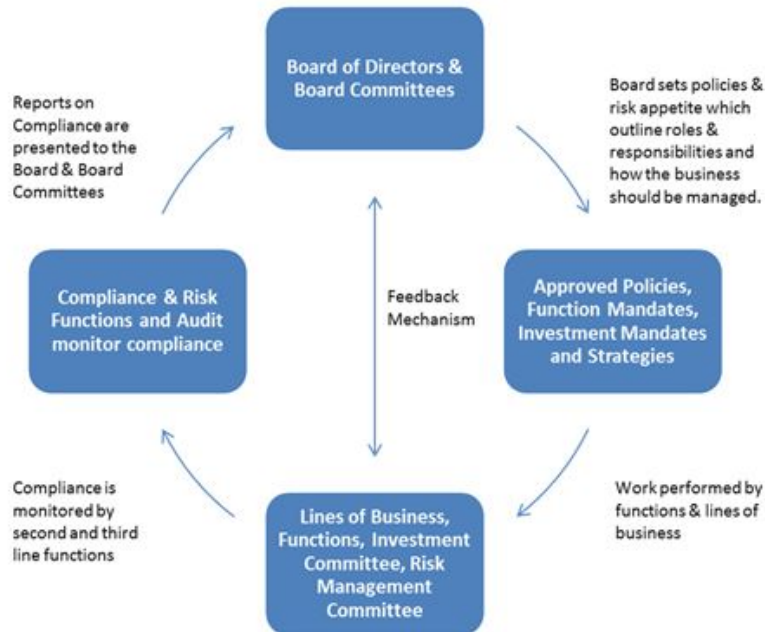 Board of Directors &
Board Committees
Board sets policies &
risk appetite which
outline roles &
responsibilities and
how the business
should be managed.
Approved Policies,
Function Mandates,
Investment Mandates
and Strategies
Work performed by
functions & lines of
business
Lines of Business,
Functions, Investment
Committee, Risk
Management
Committee
Compliance is
monitored by
second and third
line functions
Compliance & Risk
Functions and Audit
monitor compliance
Reports on
Compliance are
presented to the
Board & Board
Committees
Feedback
Mechanism